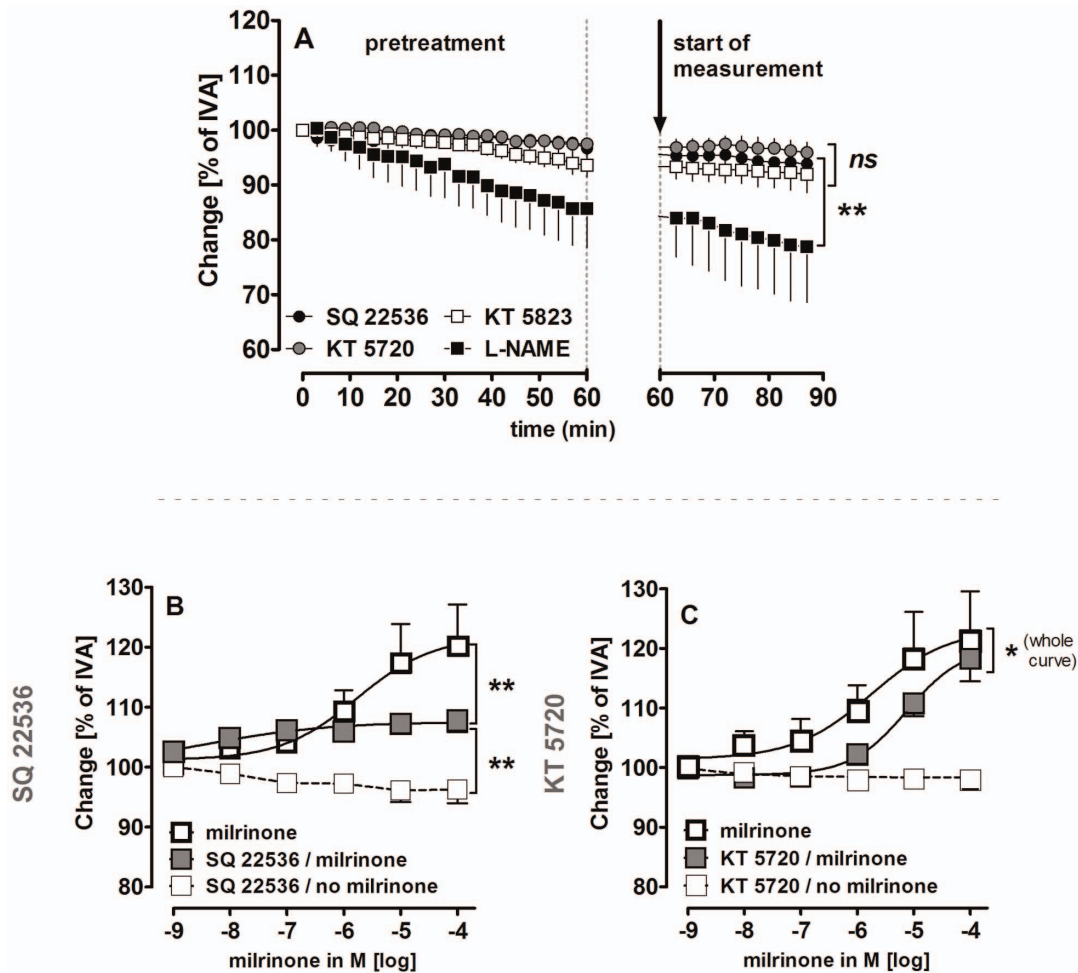 A
pretreatment
start of
measurement
Change [% of IVA]
120
110
100
90
80
70
60
ns
**
SQ 22536
KT 5823
KT 5720
L-NAME
0 10 20 30 40 50 60
60 70 80 90
time (min)
SQ 22536
B
Change [% of IVA]
130
120
110
100
90
80
**
**
milrinone
SQ 22536 / milrinone
SQ 22536 / no milrinone
-9 -8 -7 -6 -5 -4
milrinone in M [log]
KT 5720
C
Change [% of IVA]
130
120
110
100
90
80
* (whole
curve)
milrinone
KT 5720 / milrinone
KT 5720 / no milrinone
-9 -8 -7 -6 -5 -4
milrinone in M [log]